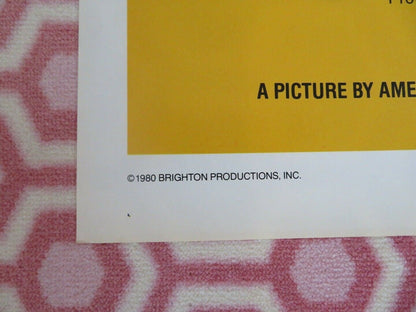 A PICTURE BY AME
©1980 BRIGHTON PRODUCTIONS, INC.